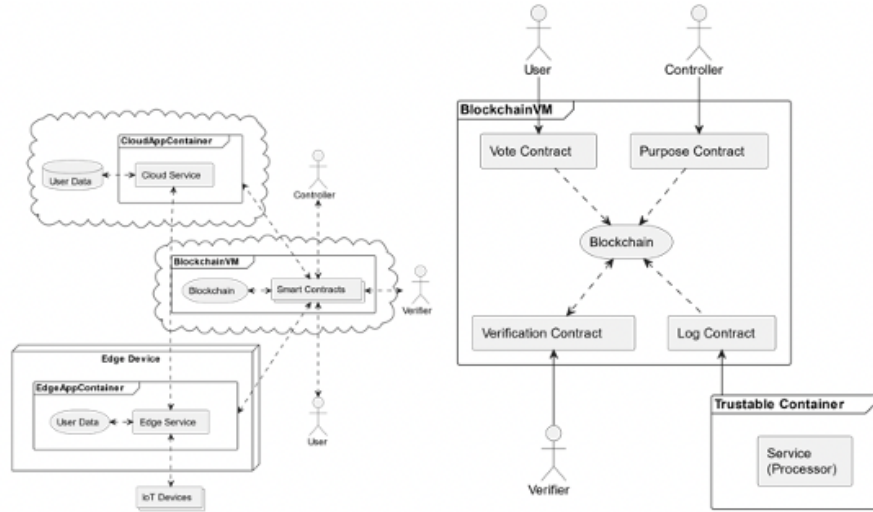 CloudAppContainer
User Data
Cloud Service
Controller
BlockchainVM
Blockchain
Smart Contracts
Verifier
Edge Device
EdgeAppContainer
User Data
Edge Service
User
IoT Devices
User
Controller
BlockchainVM
Vote Contract
Purpose Contract
Blockchain
Verification Contract
Log Contract
Trustable Container
Service
(Processor)
Verifier